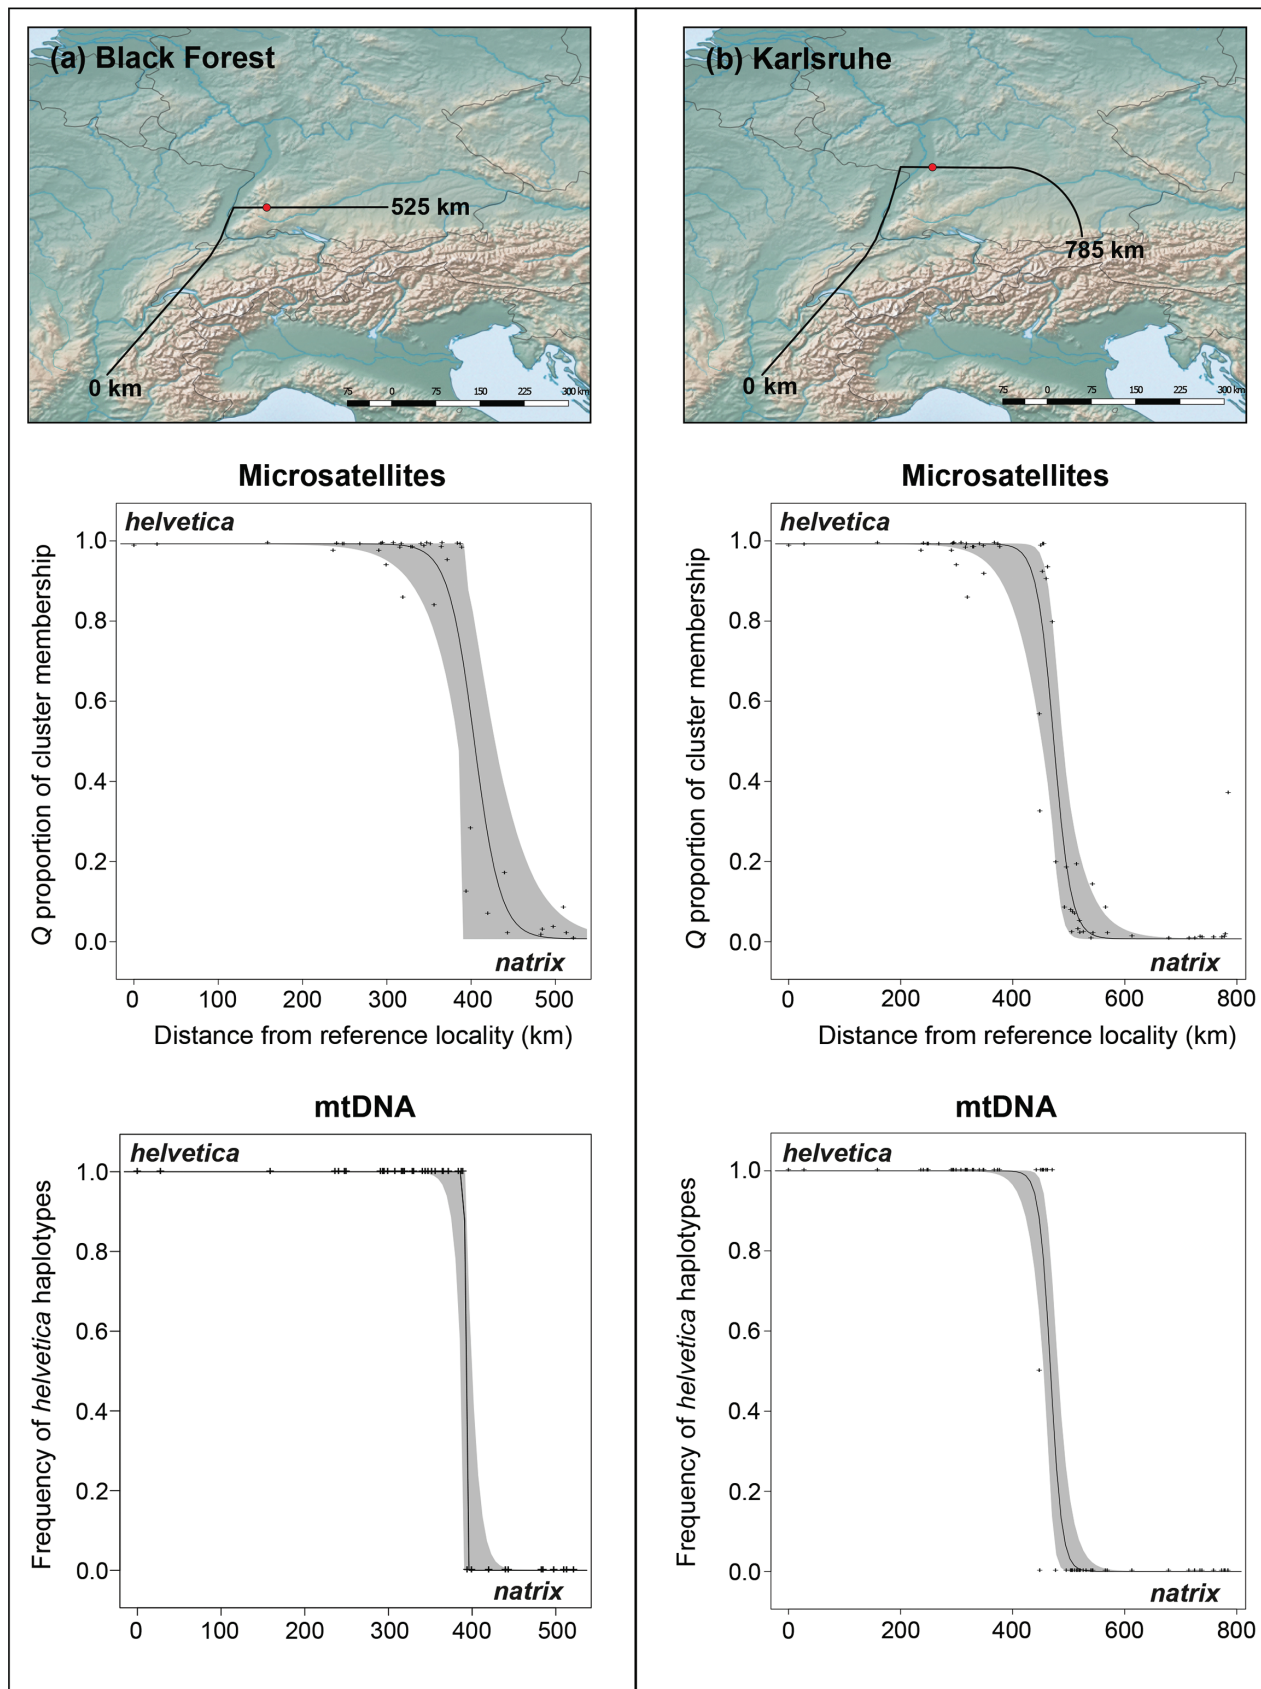 (a) Black Forest
525 km
0 km
75 0 75 150 225 300 km
(b) Karlsruhe
785 km
0 km
75 0 75 150 225 300 km
Microsatellites
helvetica
Q proportion of cluster membership
1.0
0.8
0.6
0.4
0.2
0.0
natrix
0 100 200 300 400 500
Distance from reference locality (km)
Microsatellites
helvetica
Q proportion of cluster membership
1.0
0.8
0.6
0.4
0.2
0.0
natrix
0 200 400 600 800
Distance from reference locality (km)
mtDNA
helvetica
Frequency of helvetica haplotypes
1.0
0.8
0.6
0.4
0.2
0.0
natrix
0 100 200 300 400 500
mtDNA
helvetica
Frequency of helvetica haplotypes
1.0
0.8
0.6
0.4
0.2
0.0
natrix
0 200 400 600 800